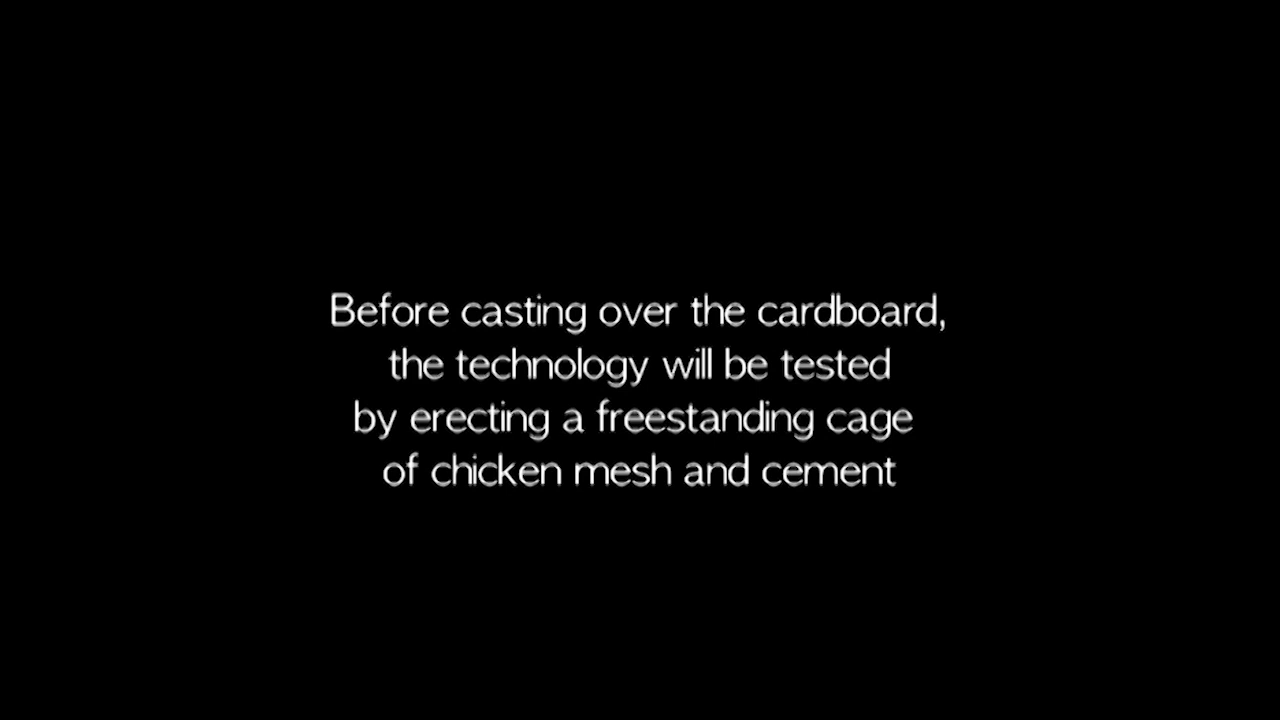 Before casting over the cardboard,
the technology will be tested
by erecting a freestanding cage
of chicken mesh and cement